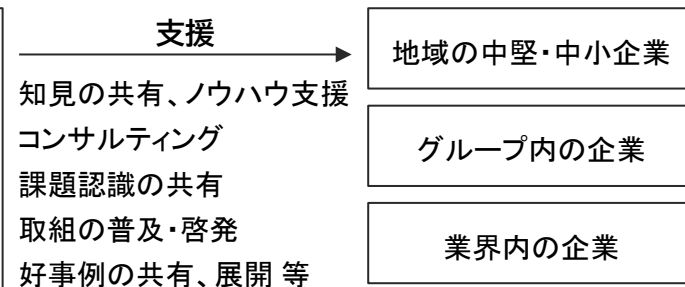 支援
知見の共有、ノウハウ支援
コンサルティング
課題認識の共有
取組の普及・啓発
好事例の共有、展開 等
地域の中堅・中小企業
グループ内の企業
業界内の企業